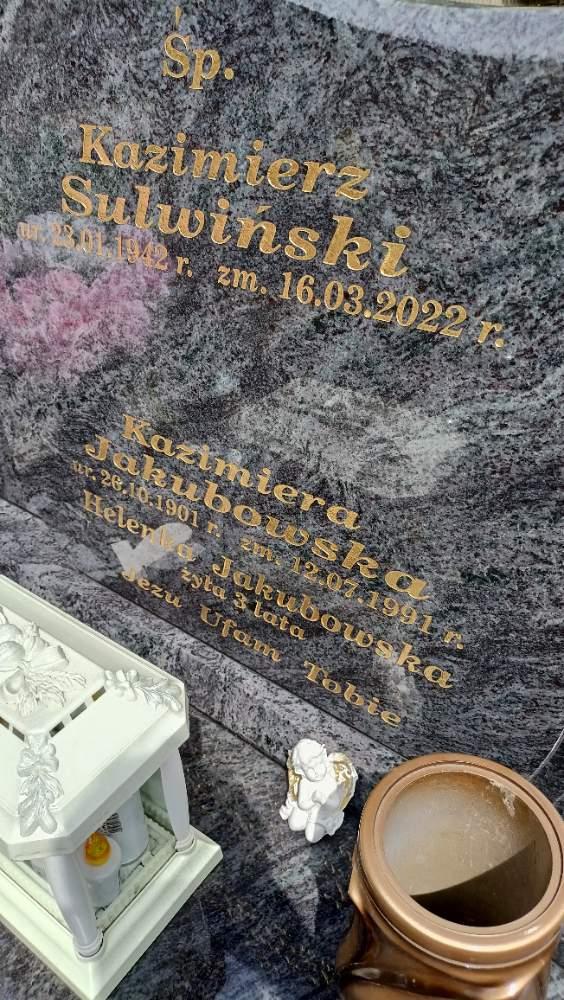 Śp.
Kazimierz
Sulwiński
ur. 23.01.1942 r. zm. 16.03.2022 r.
Kazimiera
Jakubowska
ur. 26.10.1901 r. zm. 12.07.1991 r.
Helenka Jakubowska
żyła 3 lata
Jezu Ufam Tobie